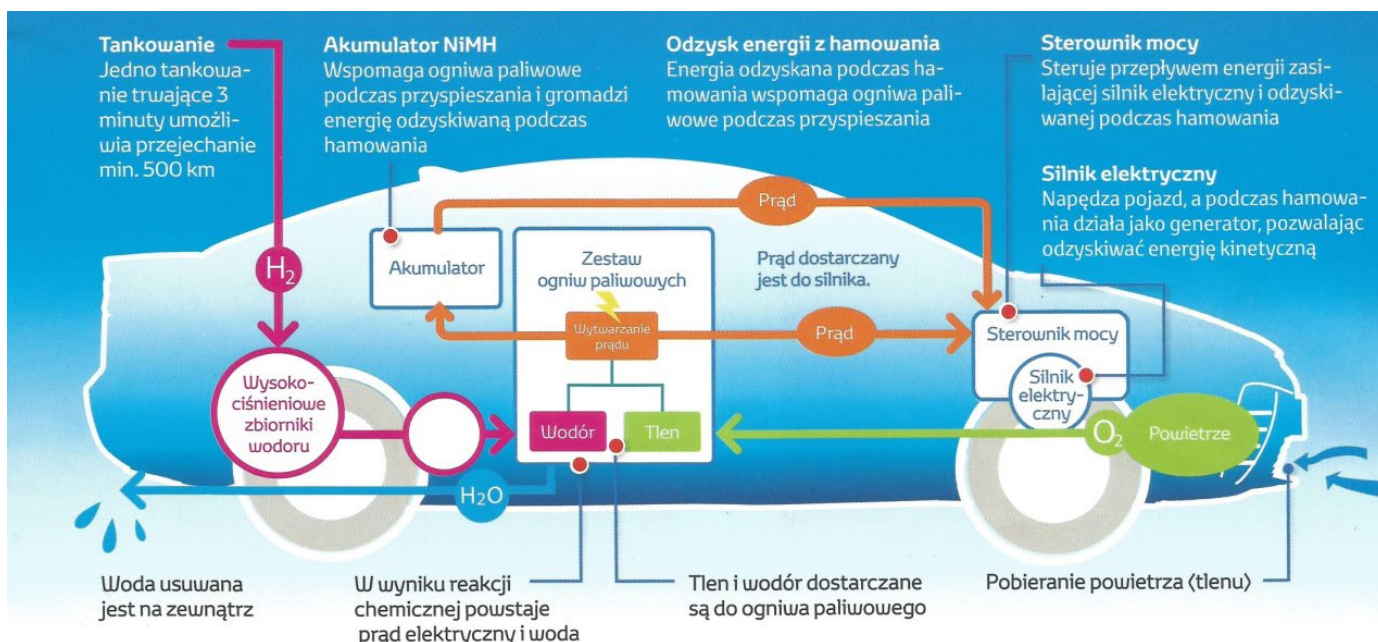 Tankowanie
Jedno tankowa-
nie trwające 3
minuty umożli-
wia przejechanie
min. 500 km
Akumulator NiMH
Wspomaga ogniwa paliwowe
podczas przyspieszania i gromadzi
energię odzyskiwaną podczas
hamowania
Odzysk energii z hamowania
Energia odzyskana podczas ha-
mowania wspomaga ogniwa pali-
wowe podczas przyspieszania
Sterownik mocy
Steruje przepływem energii zasi-
lającej silnik elektryczny i odzyski-
wanej podczas hamowania
Silnik elektryczny
Napędza pojazd, a podczas hamowa-
nia działa jako generator, pozwalając
odzyskiwać energię kinetyczną
Prąd
H₂
Akumulator
Zestaw
ogniw paliwowych
Prąd dostarczany
jest do silnika.
Wytwarzanie
prądu
Prąd
Sterownik mocy
Silnik
elektry-
czny
Wysoko-
ciśnieniowe
zbiorniki
wodoru
Wodór
Tlen
O₂
Powietrze
H₂O
Woda usuwana
jest na zewnątrz
W wyniku reakcji
chemicznej powstaje
prąd elektryczny i woda
Tlen i wodór dostarczane
są do ogniwa paliwowego
Pobieranie powietrza (tlenu)